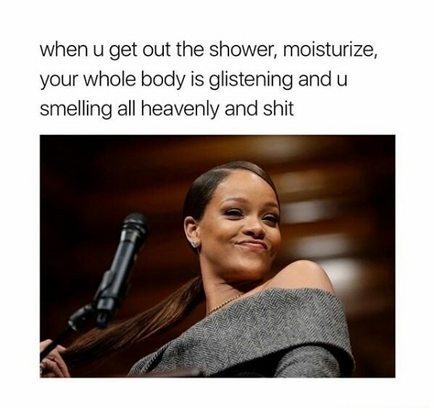 when u get out the shower, moisturize,
your whole body is glistening and u
smelling all heavenly and shit